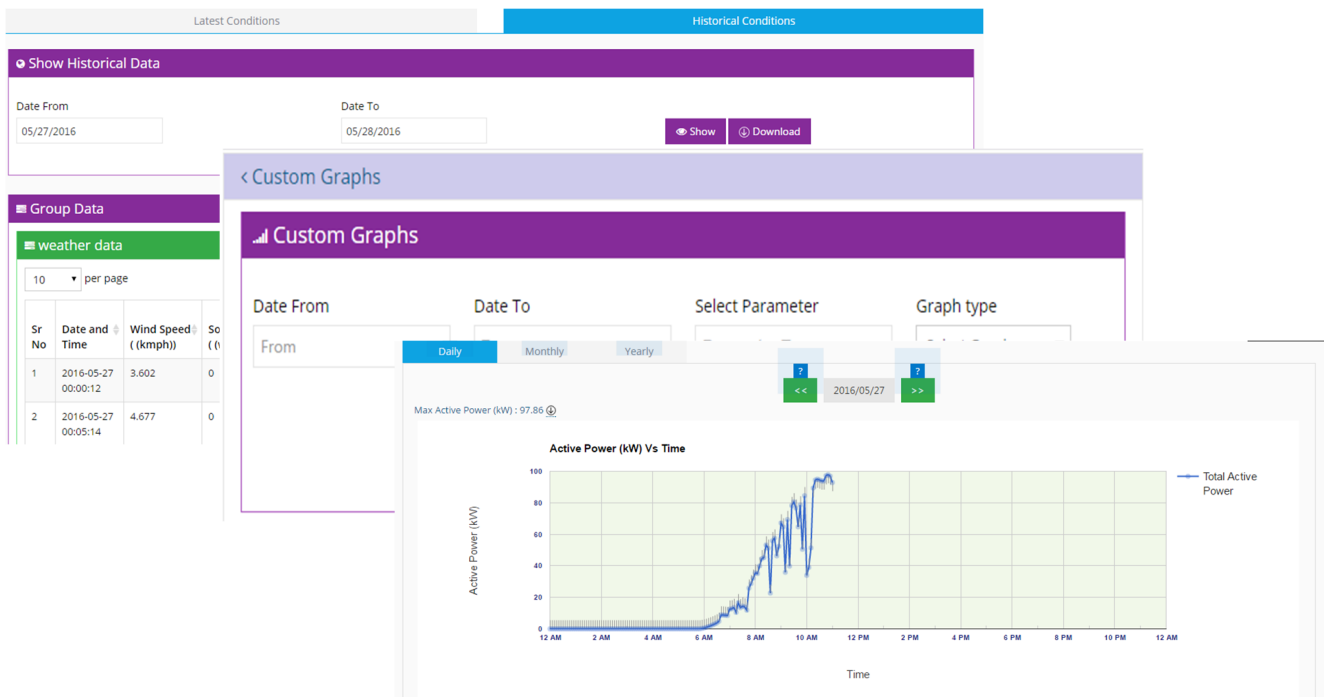 Latest Conditions
Historical Conditions
Show Historical Data
Date From
Date To
05/27/2016
05/28/2016
Show
Download
Group Data
weather data
10
per page
Sr No
Date and Time
Wind Speed ( (kmph))
So
1
2016-05-27 00:00:12
3.602
0
2
2016-05-27 00:05:14
4.677
0
< Custom Graphs
Custom Graphs
Date From
Date To
Select Parameter
Graph type
From
Daily
Monthly
Yearly
?
?
<<
2016/05/27
>>
Max Active Power (kW) : 97.86
Active Power (kW) Vs Time
100
80
60
40
20
0
Active Power (kW)
12 AM
2 AM
4 AM
6 AM
8 AM
10 AM
12 PM
2 PM
4 PM
6 PM
8 PM
10 PM
12 AM
Time
Total Active
Power